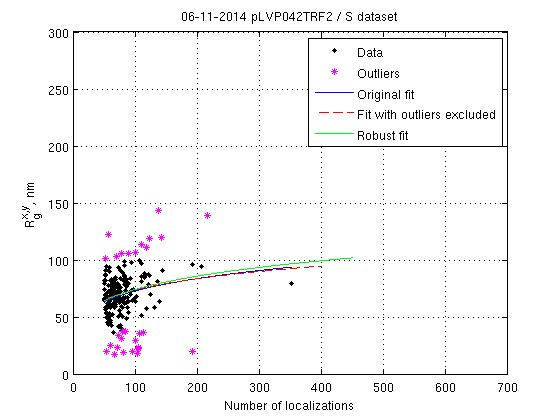 06-11-2014 pLVP042TRF2 / S dataset
300
250
200
150
100
50
0
R_g^x,y, nm
Data
Outliers
Original fit
Fit with outliers excluded
Robust fit
0 100 200 300 400 500 600 700
Number of localizations